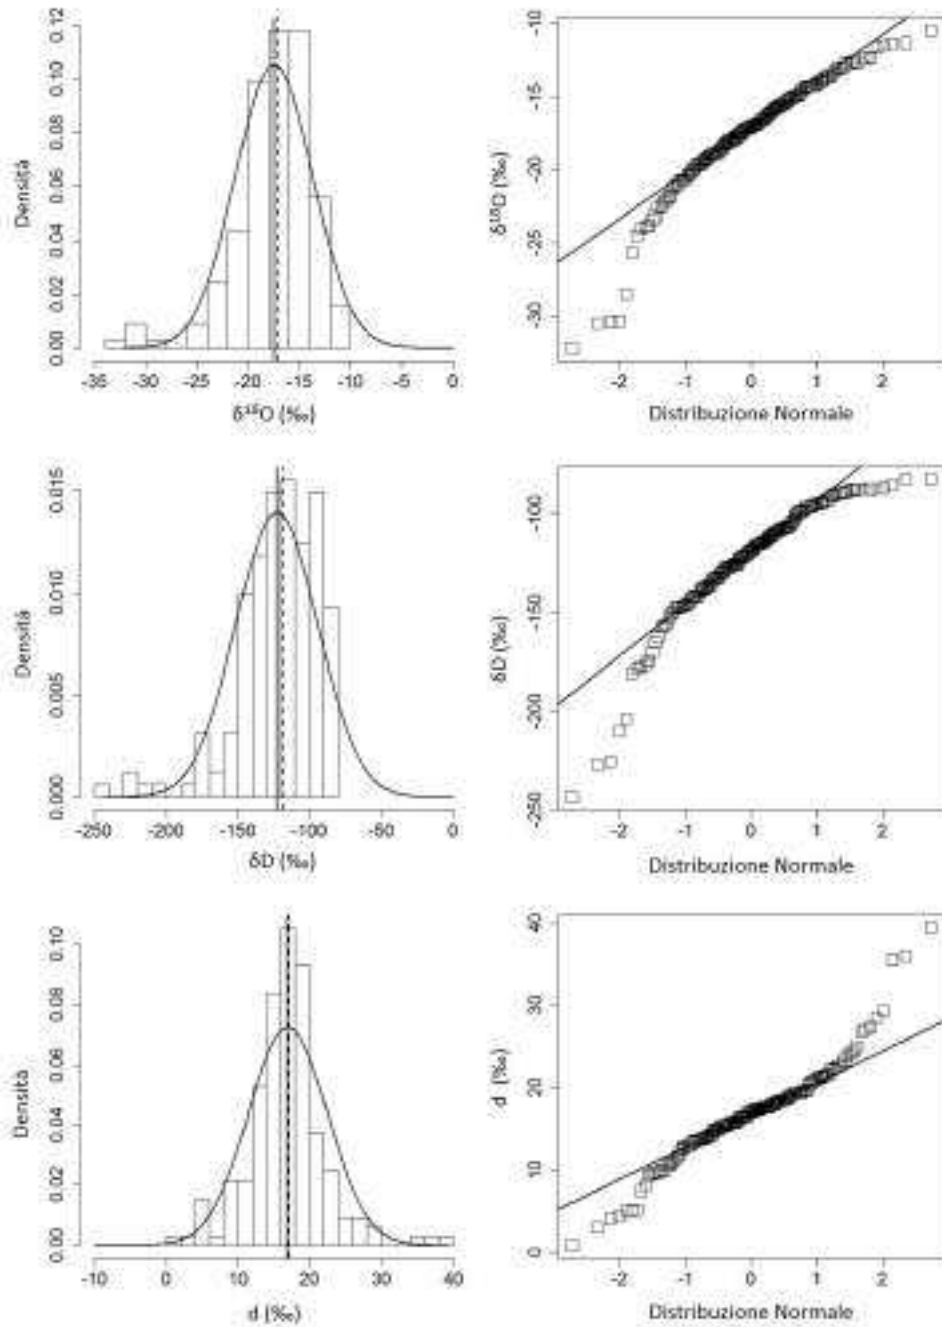 0.12
0.10
0.08
0.06
0.04
0.02
0.00
Densità
-35 -30 -25 -20 -15 -10 -5 0
δ¹⁸O (‰)
-10
-15
-20
-25
-30
δ¹⁸O (‰)
-2 -1 0 1 2
Distribuzione Normale
0.015
0.010
0.005
0.000
Densità
-250 -200 -150 -100 -50 0
δD (‰)
-100
-150
-200
-250
δD (‰)
-2 -1 0 1 2
Distribuzione Normale
0.10
0.08
0.06
0.04
0.02
0.00
Densità
-10 0 10 20 30 40
d (‰)
40
30
20
10
0
d (‰)
-2 -1 0 1 2
Distribuzione Normale